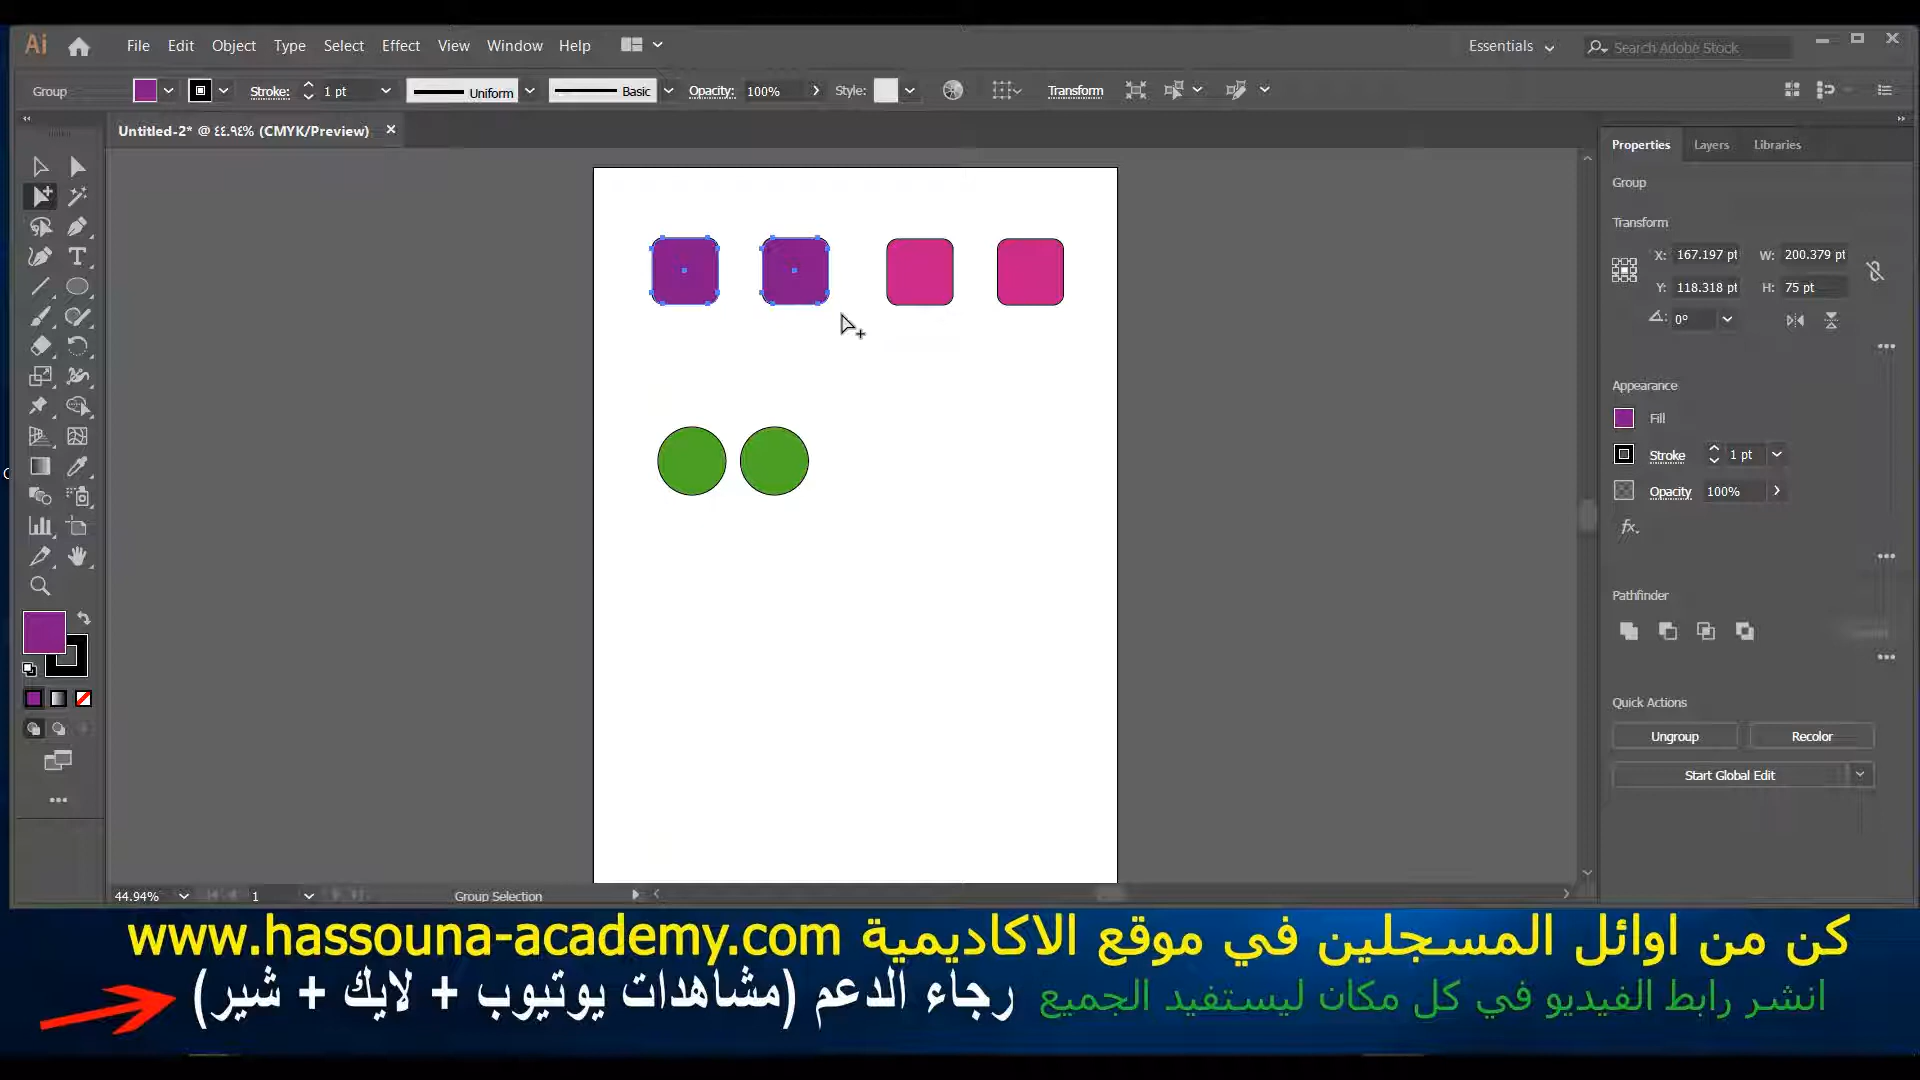 Ai File Edit Object Type Select Effect View Window Help Essentials Search Adobe Stock
Group Stroke: 1 pt Uniform Basic Opacity: 100% Style: Transform
Untitled-2* @ ٤٤.٩٤% (CMYK/Preview)
Properties Layers Libraries
Group
Transform
X: 167.197 pt W: 200.379 pt
Y: 118.318 pt H: 75 pt
0°
Appearance
Fill
Stroke 1 pt
Opacity 100%
fx
Pathfinder
Quick Actions
Ungroup Recolor
Start Global Edit
44.94% 1 Group Selection
كن من اوائل المسجلين في موقع الاكاديمية www.hassouna-academy.com
انشر رابط الفيديو في كل مكان ليستفيد الجميع رجاء الدعم (مشاهدات يوتيوب + لايك + شير)